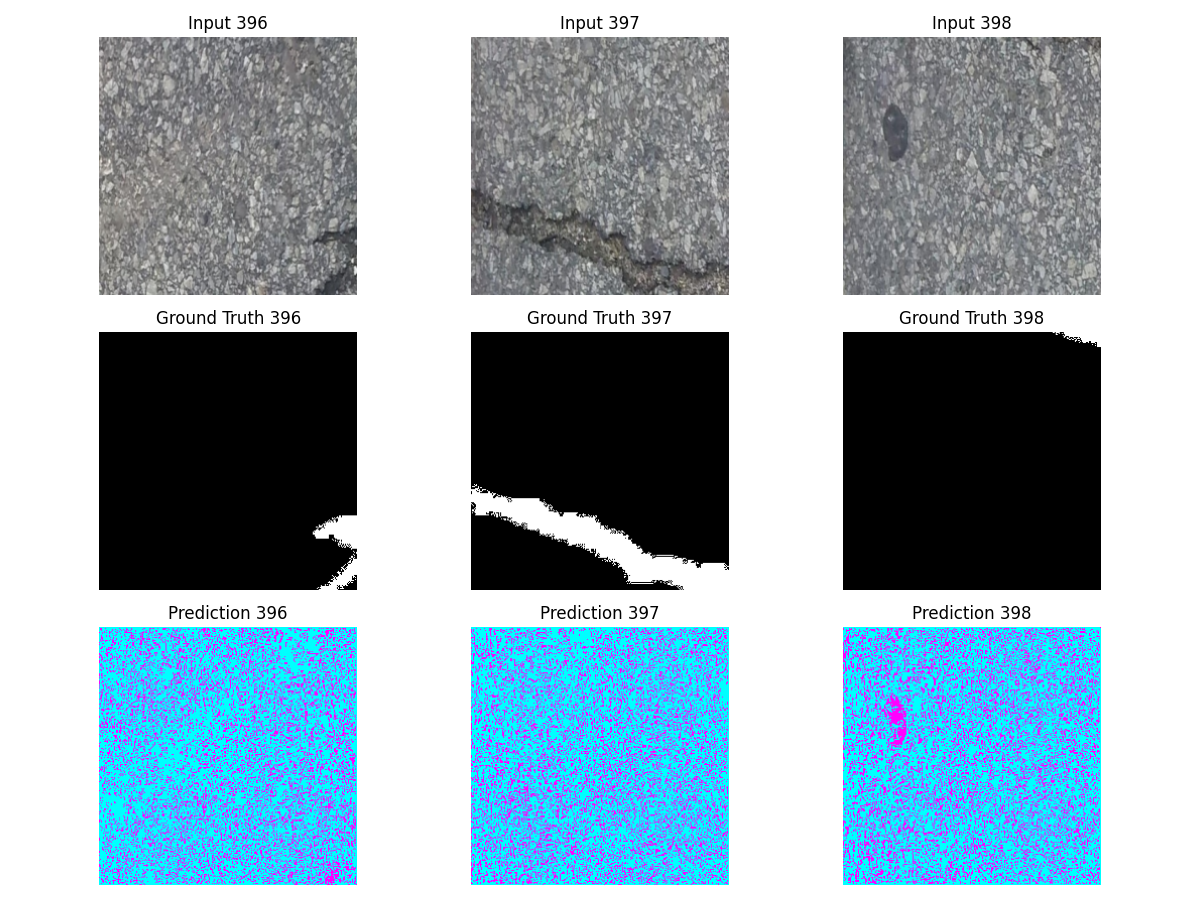 Input 396
Input 397
Input 398
Ground Truth 396
Ground Truth 397
Ground Truth 398
Prediction 396
Prediction 397
Prediction 398